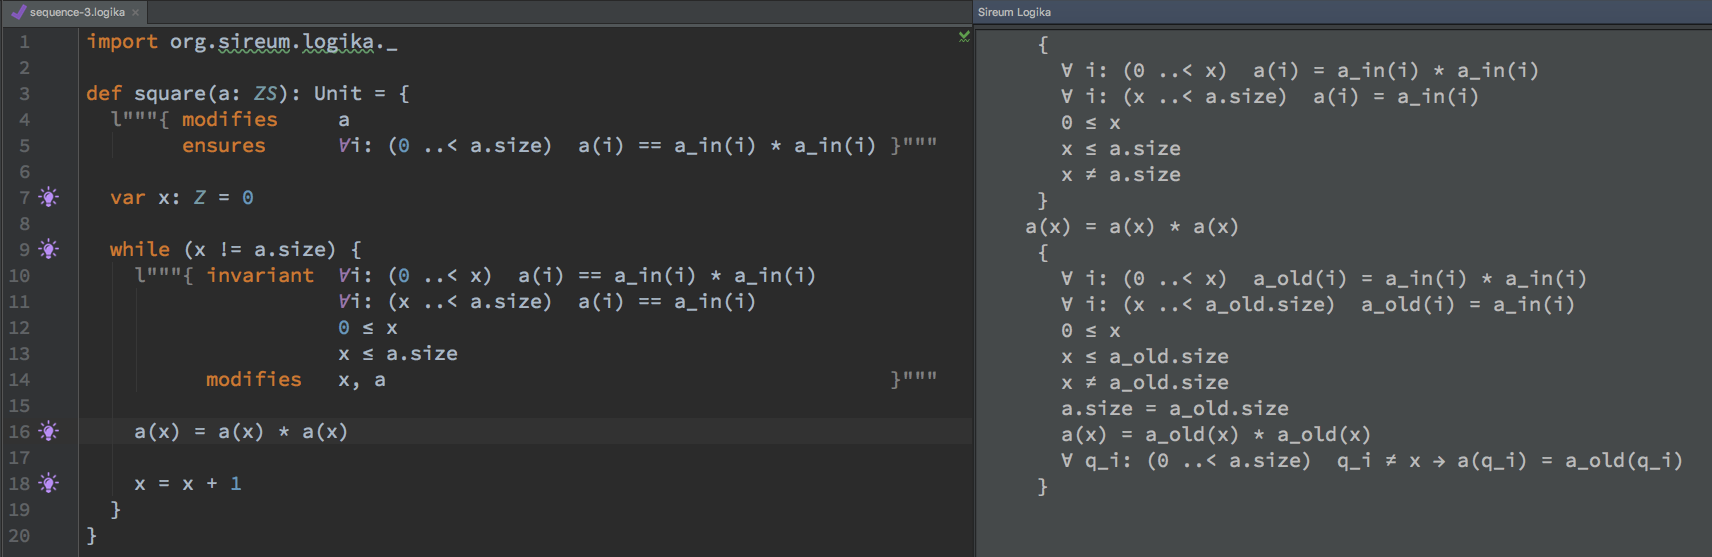 sequence-3.logika ×
1 import org.sireum.logika._
2
3 def square(a: ZS): Unit = {
4   l"""{ modifies     a
5         ensures      ∀i: (0 ..< a.size)  a(i) == a_in(i) * a_in(i) }"""
6
7   var x: Z = 0
8
9   while (x != a.size) {
10     l"""{ invariant  ∀i: (0 ..< x)  a(i) == a_in(i) * a_in(i)
11                      ∀i: (x ..< a.size)  a(i) == a_in(i)
12                      0 ≤ x
13                      x ≤ a.size
14           modifies   x, a                                          }"""
15
16     a(x) = a(x) * a(x)
17
18     x = x + 1
19   }
20 }
Sireum Logika
{
  ∀ i: (0 ..< x)  a(i) = a_in(i) * a_in(i)
  ∀ i: (x ..< a.size)  a(i) = a_in(i)
  0 ≤ x
  x ≤ a.size
  x ≠ a.size
}
a(x) = a(x) * a(x)
{
  ∀ i: (0 ..< x)  a_old(i) = a_in(i) * a_in(i)
  ∀ i: (x ..< a_old.size)  a_old(i) = a_in(i)
  0 ≤ x
  x ≤ a_old.size
  x ≠ a_old.size
  a.size = a_old.size
  a(x) = a_old(x) * a_old(x)
  ∀ q_i: (0 ..< a.size)  q_i ≠ x → a(q_i) = a_old(q_i)
}